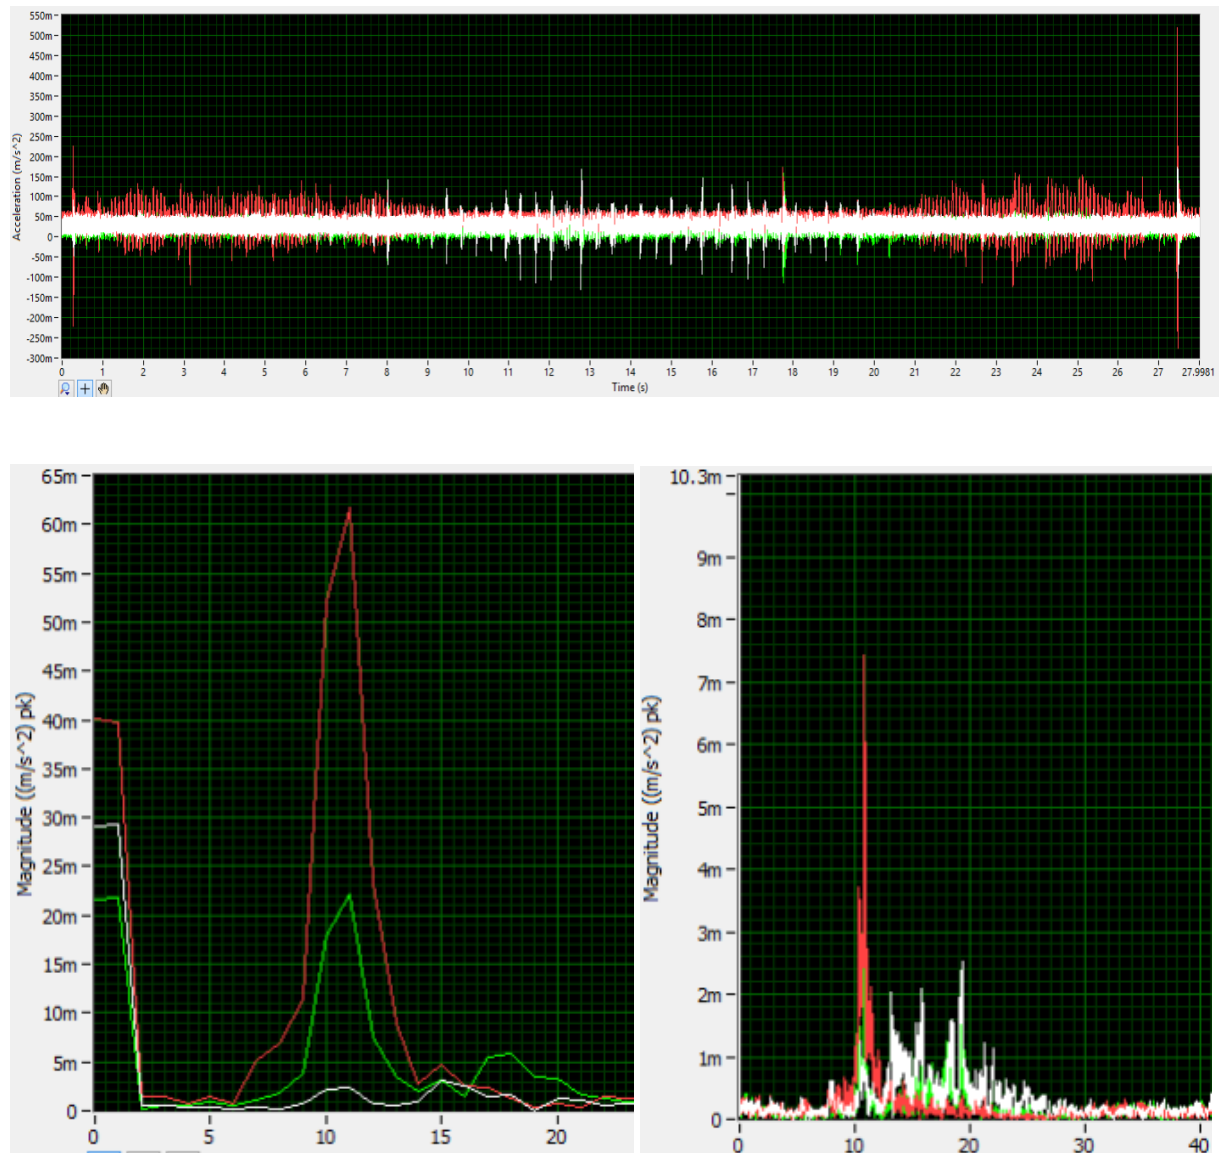 550m
500m
450m
400m
350m
300m
250m
200m
150m
100m
50m
0
-50m
-100m
-150m
-200m
-250m
-300m
Acceleration (m/s^2)
0 1 2 3 4 5 6 7 8 9 10 11 12 13 14 15 16 17 18 19 20 21 22 23 24 25 26 27 27.9981
Time (s)
65m
60m
55m
50m
45m
40m
35m
30m
25m
20m
15m
10m
5m
0
Magnitude ((m/s^2) pk)
0 5 10 15 20
10.3m
9m
8m
7m
6m
5m
4m
3m
2m
1m
0
Magnitude ((m/s^2) pk)
0 10 20 30 40